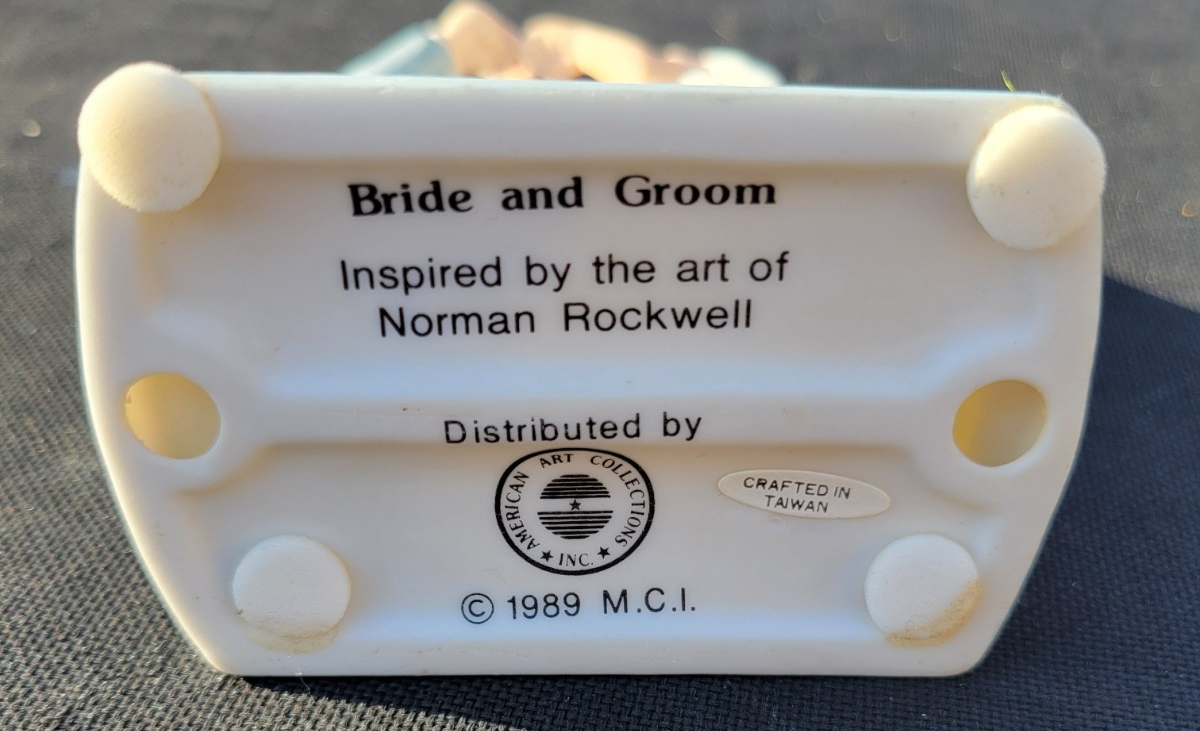 Bride and Groom
Inspired by the art of
Norman Rockwell
Distributed by
AMERICAN ART COLLECTIONS
★ INC. ★
CRAFTED IN
TAIWAN
© 1989 M.C.I.